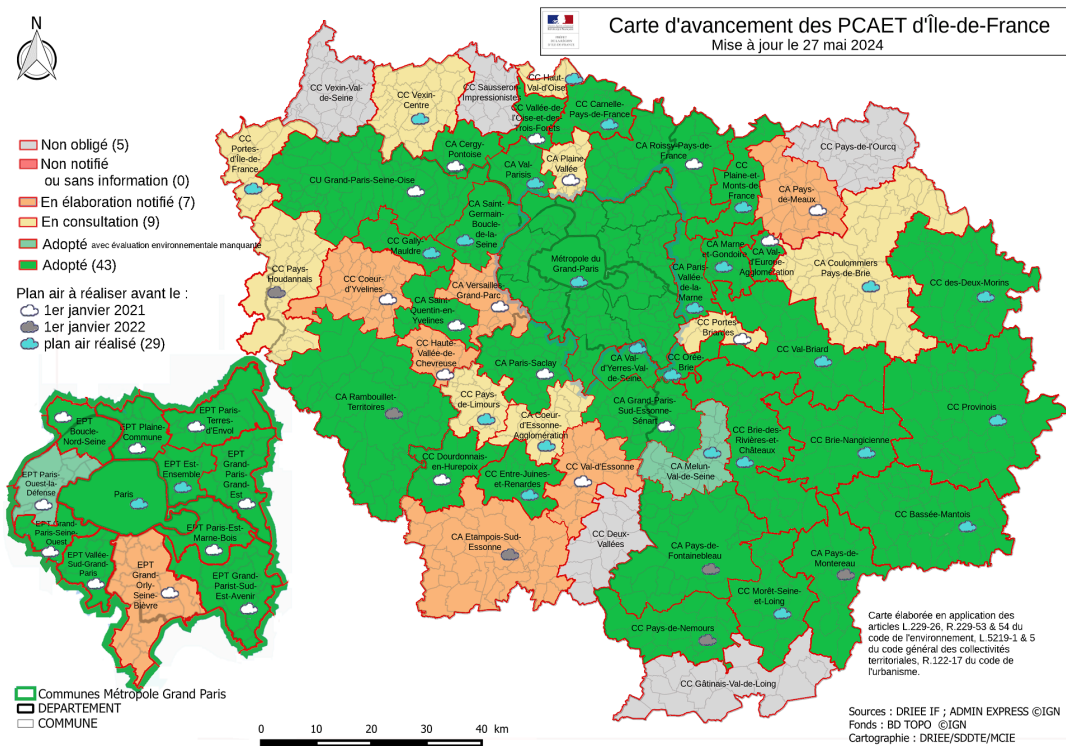 Carte d'avancement des PCAET d'Île-de-France
Mise à jour le 27 mai 2024
N
Non obligé (5)
Non notifié
ou sans information (0)
En élaboration notifié (7)
En consultation (9)
Adopté avec évaluation environnementale manquante
Adopté (43)
Plan air à réaliser avant le :
1er janvier 2021
1er janvier 2022
plan air réalisé (29)
CC Vexin-Val-
de-Seine
CC Vexin-
Centre
CC Sausseron-
Impressionistes
CC Haut-
Val-d'Oise
CC Vallée-de-
l'Oise-et-des
Trois-Forêts
CC Carnelle-
Pays-de-France
CC
Portes-
d'Île-de-
France
CA Cergy-
Pontoise
CU Grand-Paris-Seine-Oise
CA Val-
Parisis
CA Plaine-
Vallée
CA Roissy-Pays-de-
France
CC
Plaine-et-
Monts-de-
France
CC Pays-de-l'Ourcq
CA Pays-
de-Meaux
CA Saint-
Germain-
Boucle-
de-la-
Seine
CC Gally-
Mauldre
CC Pays-
Houdannais
CC Coeur-
d'Yvelines
CA Versailles-
Grand-Parc
CA Saint-
Quentin-en-
Yvelines
Métropole du
Grand-Paris
CA Marne-
et-Gondoire
CA Val-
d'Europe-
Agglomération
CA Paris-
Vallée-
de-la-
Marne
CA Coulommiers
Pays-de-Brie
CC des-Deux-Morins
CC Portes-
Briardes
CC Haute-
Vallée-de-
Chevreuse
CA Paris-Saclay
CA Val-
d'Yerres-Val-
de-Seine
CC Orée-
Brie
CC Val-Briard
CA Rambouillet-
Territoires
CC Pays-
de-Limours
CA Coeur-
d'Essonne-
Agglomération
CA Grand-Paris-
Sud-Essonne-
Sénart
CC Brie-des-
Rivières-et-
Châteaux
CC Brie-Nangicienne
CC Provinois
CC Dourdonnais-
en-Hurepoix
CC Entre-Juines-
et-Renardes
CC Val-d'Essonne
CA Melun-
Val-de-Seine
CC Bassée-Mantois
CA Etampois-Sud-
Essonne
CC Deux-
Vallées
CA Pays-de-
Fontainebleau
CA Pays-de-
Montereau
CC Morêt-Seine-
et-Loing
CC Pays-de-Nemours
CC Gâtinais-Val-de-Loing
EPT
Boucle-
Nord-Seine
EPT Plaine-
Commune
EPT Paris-
Terres-
d'Envol
EPT Paris-
Ouest-la-
Défense
Paris
EPT Est-
Ensemble
EPT
Grand-
Paris-
Grand-
Est
EPT Grand-
Paris-Seine-
Ouest
EPT Paris-Est-
Marne-Bois
EPT Vallée-
Sud-Grand-
Paris
EPT
Grand-
Orly-
Seine-
Bièvre
EPT Grand-
Parist-Sud-
Est-Avenir
Communes Métropole Grand Paris
DEPARTEMENT
COMMUNE
0 10 20 30 40 km
Carte élaborée en application des
articles L.229-26, R.229-53 & 54 du
code de l'environnement, L.5219-1 & 5
du code général des collectivités
territoriales, R.122-17 du code de
l'urbanisme.
Sources : DRIEE IF ; ADMIN EXPRESS ©IGN
Fonds : BD TOPO ©IGN
Cartographie : DRIEE/SDDTE/MCIE